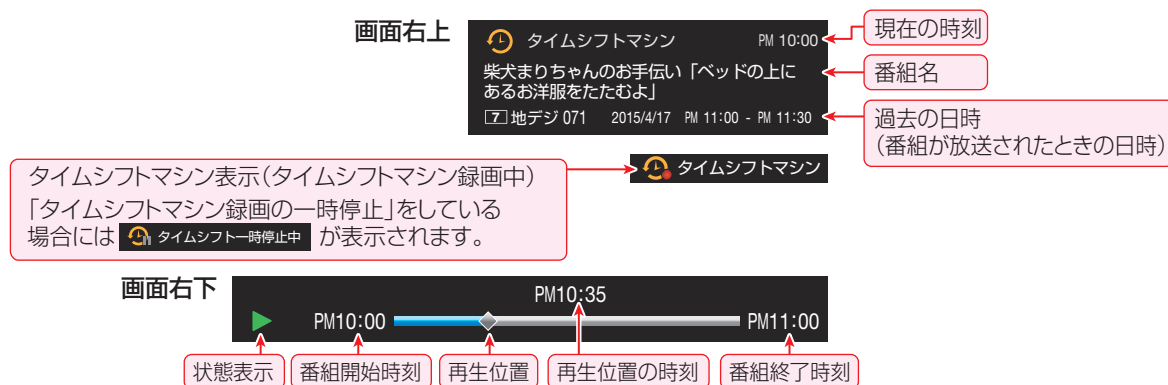 画面右上
タイムシフトマシン PM 10:00
現在の時刻
柴犬まりちゃんのお手伝い「ベッドの上に
あるお洋服をたたむよ」
番組名
7 地デジ 071 2015/4/17 PM 11:00 - PM 11:30
過去の日時
(番組が放送されたときの日時)
タイムシフトマシン
タイムシフトマシン表示(タイムシフトマシン録画中)
「タイムシフトマシン録画の一時停止」をしている
場合には タイムシフト一時停止中 が表示されます。
画面右下
PM10:35
PM10:00 PM11:00
状態表示 番組開始時刻 再生位置 再生位置の時刻 番組終了時刻